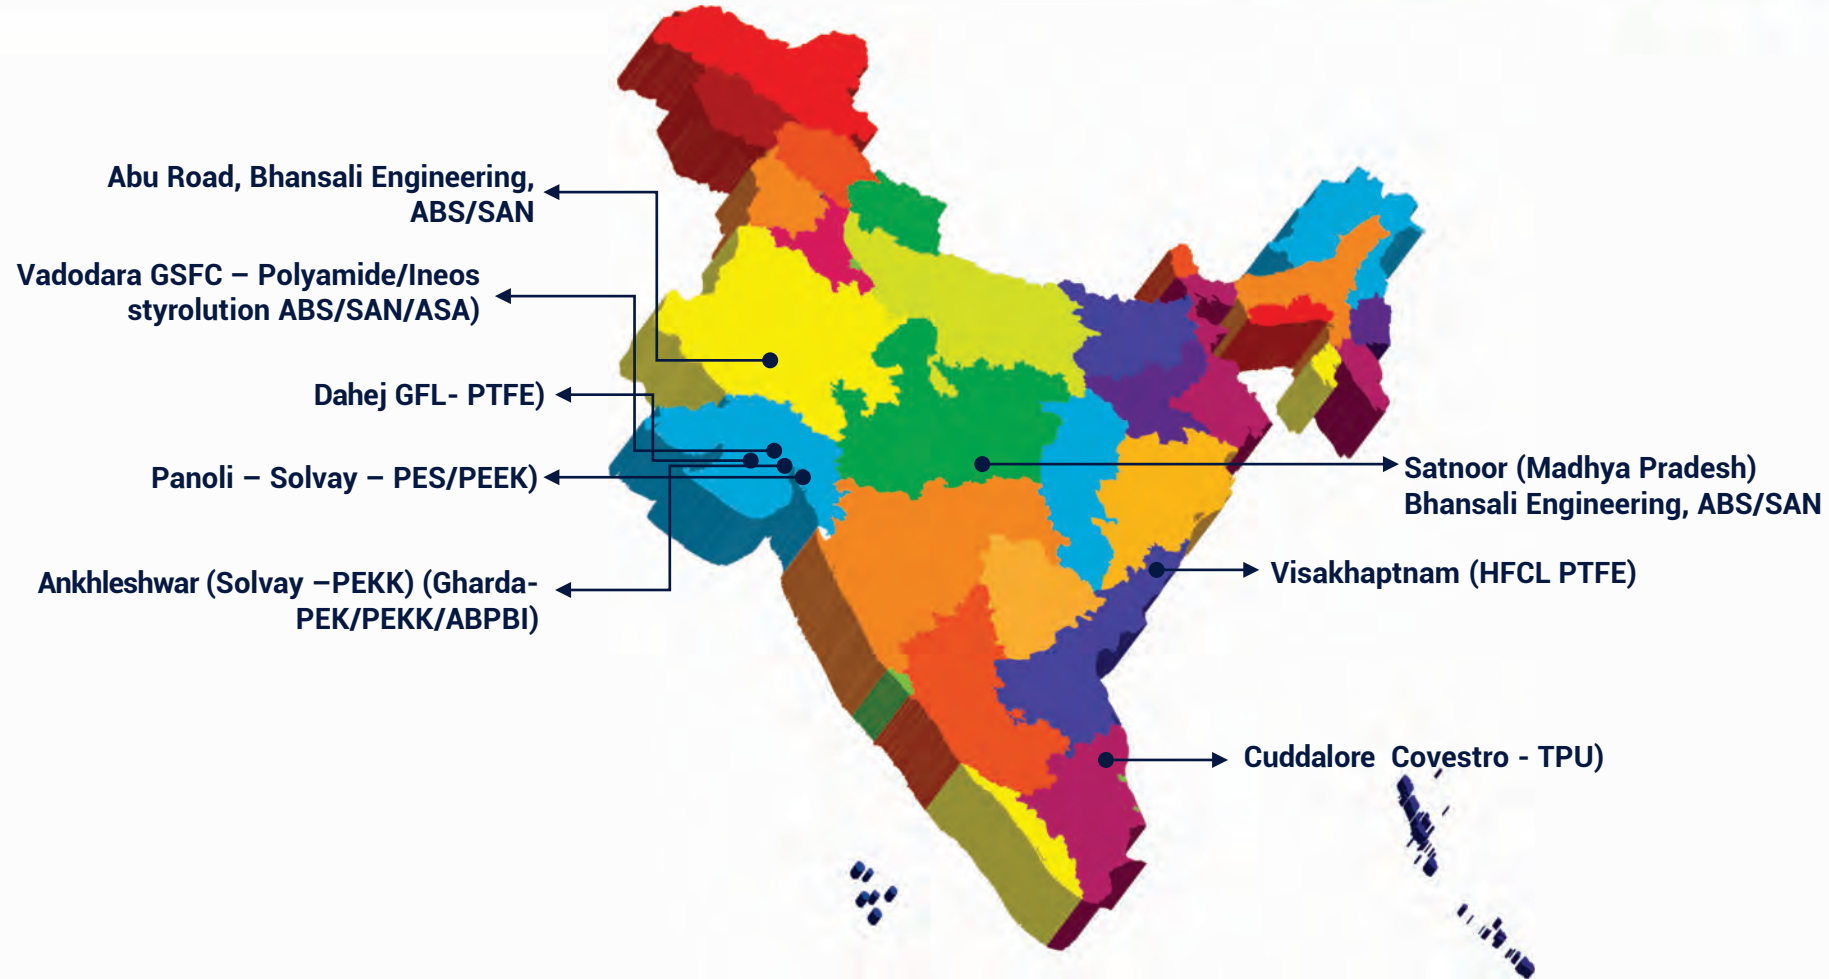 Abu Road, Bhansali Engineering,
ABS/SAN
Vadodara GSFC – Polyamide/Ineos
styrolution ABS/SAN/ASA)
Dahej GFL- PTFE)
Panoli – Solvay – PES/PEEK)
Ankhleshwar (Solvay –PEKK) (Gharda-
PEK/PEKK/ABPBI)
Satnoor (Madhya Pradesh)
Bhansali Engineering, ABS/SAN
Visakhaptnam (HFCL PTFE)
Cuddalore  Covestro - TPU)